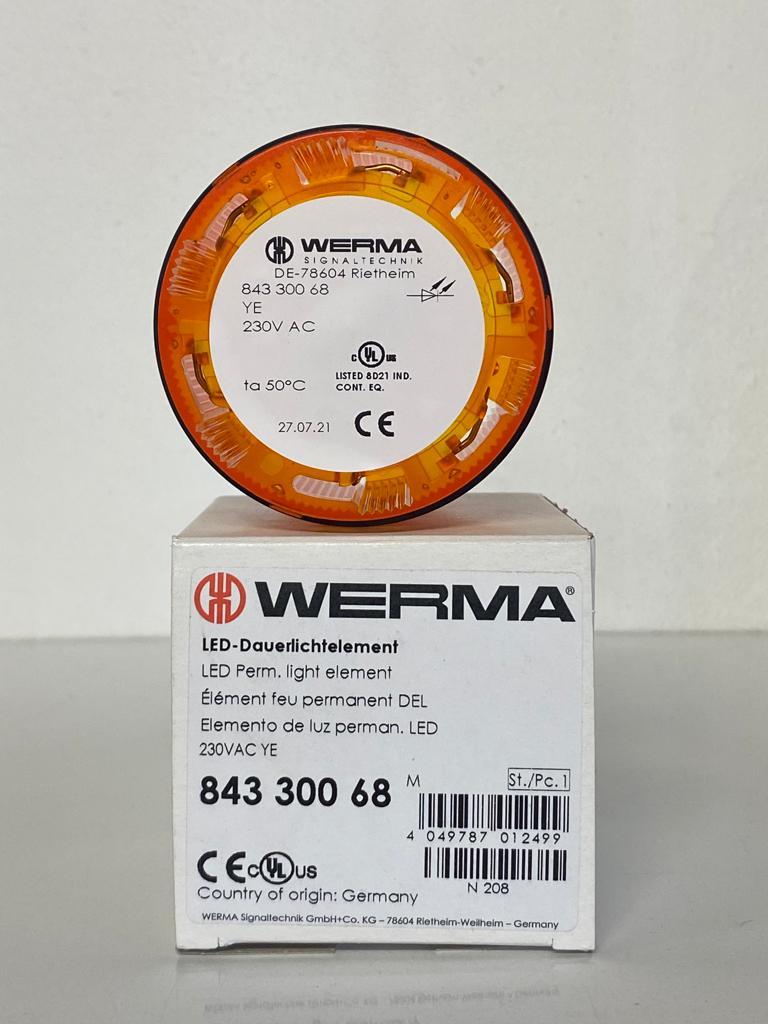 WERMA
SIGNALTECHNIK
DE-78604 Rietheim
843 300 68
YE
230V AC
c UL us
LISTED 8D21 IND.
CONT. EQ.
ta 50°C
27.07.21 CE
WERMA®
LED-Dauerlichtelement
LED Perm. light element
Élément feu permanent DEL
Elemento de luz perman. LED
230VAC YE
843 300 68 M St./Pc. 1
4 049787 012499
N 208
CE c UL us
Country of origin: Germany
WERMA Signaltechnik GmbH+Co. KG – 78604 Rietheim-Weilheim – Germany